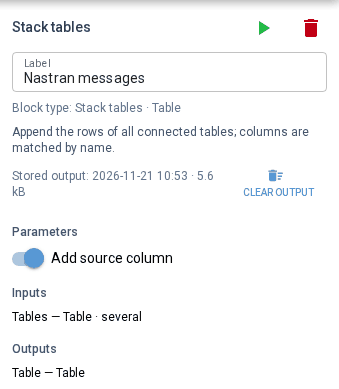 Stack tables
Label
Nastran messages
Block type: Stack tables · Table
Append the rows of all connected tables; columns are
matched by name.
Stored output: 2026-11-21 10:53 · 5.6
kB
CLEAR OUTPUT
Parameters
Add source column
Inputs
Tables — Table · several
Outputs
Table — Table